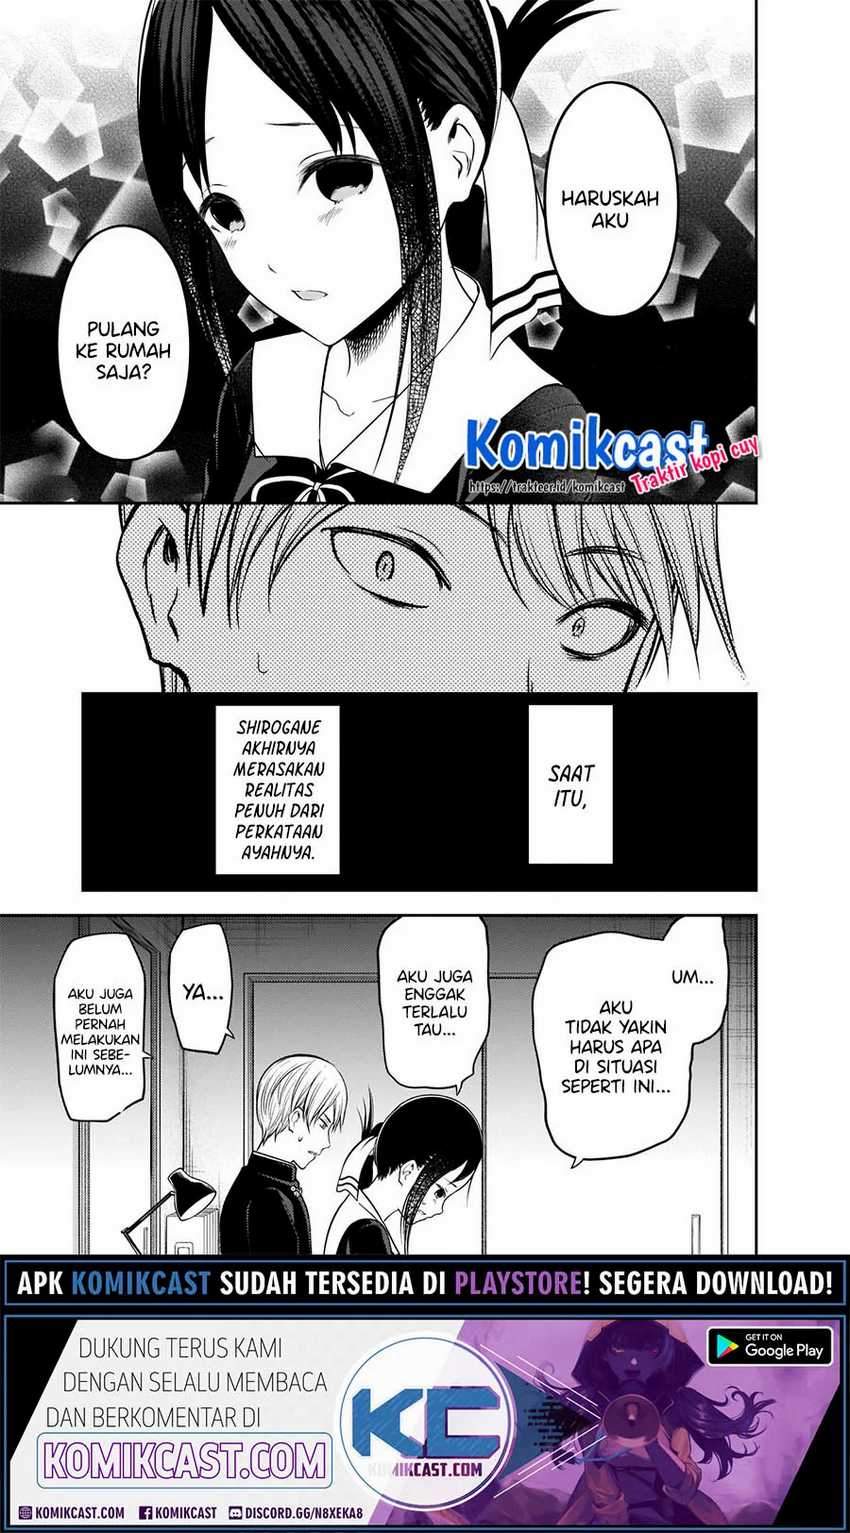 HARUSKAH
AKU
PULANG
KE RUMAH
SAJA?
Komikcast
https://trakteer.id/komikcast
Traktir kopi cuy
SAAT
ITU,
SHIROGANE
AKHIRNYA
MERASAKAN
REALITAS
PENUH DARI
PERKATAAN
AYAHNYA.
UM...
AKU
TIDAK YAKIN
HARUS APA
DI SITUASI
SEPERTI INI...
AKU JUGA
ENGGAK
TERLALU
TAU...
YA...
AKU JUGA
BELUM
PERNAH
MELAKUKAN
INI SEBE-
LUMNYA...
APK KOMIKCAST SUDAH TERSEDIA DI PLAYSTORE! SEGERA DOWNLOAD!
DUKUNG TERUS KAMI
DENGAN SELALU MEMBACA
DAN BERKOMENTAR DI
KOMIKCAST.COM
KOMIKCAST.COM KOMIKCAST DISCORD.GG/N8XEKA8
KC
KOMIKCAST.COM
GET IT ON
Google Play